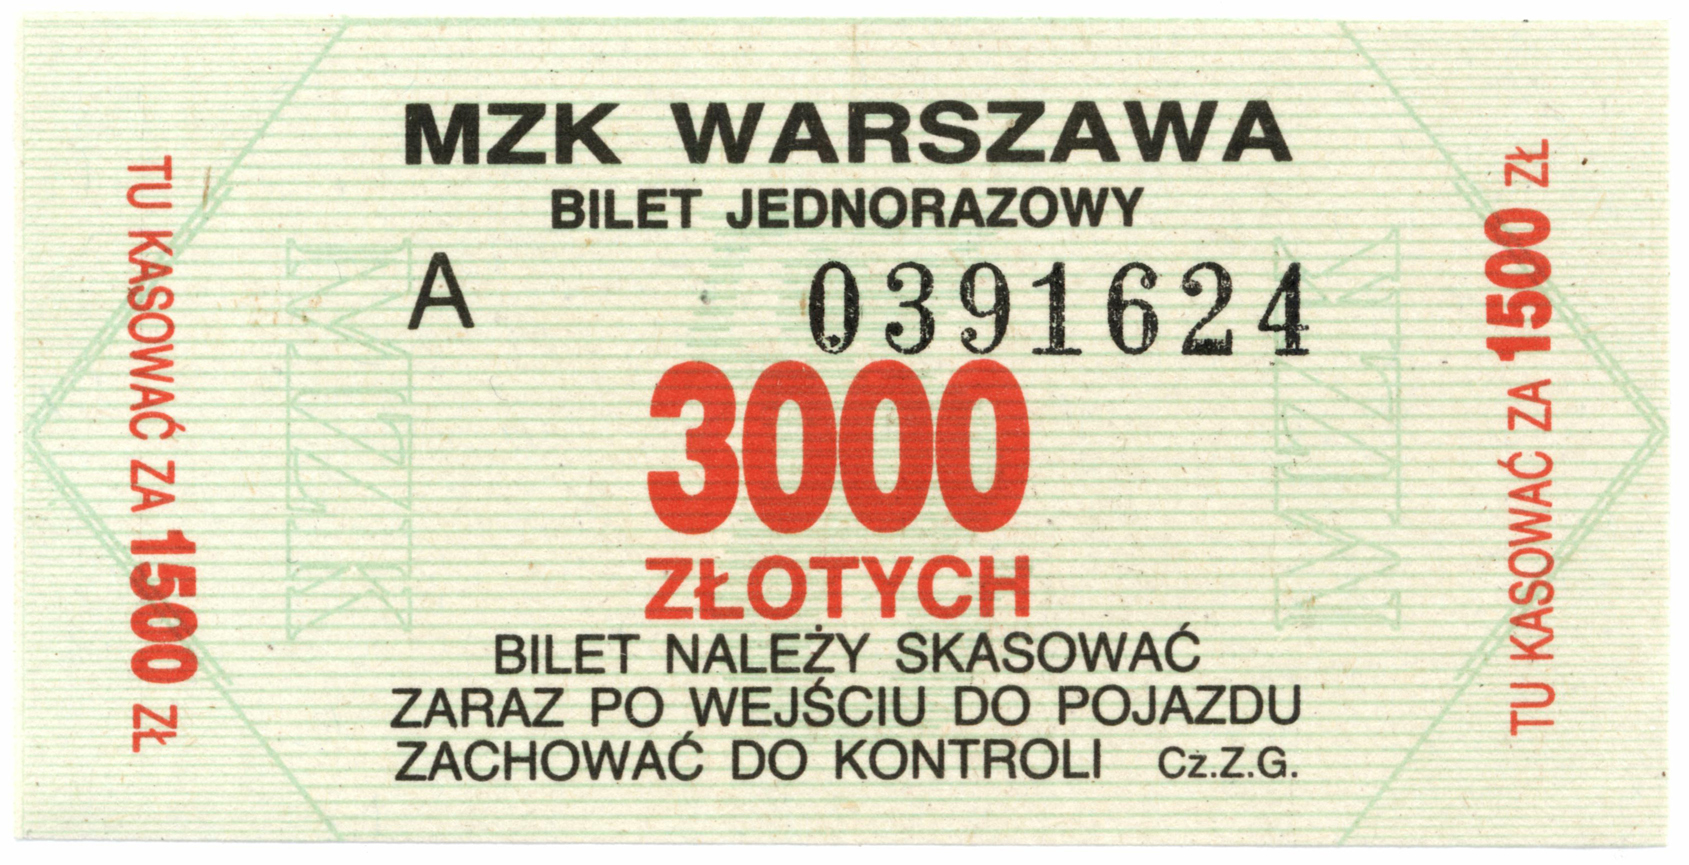 MZK WARSZAWA
BILET JEDNORAZOWY
A 0391624
3000
ZŁOTYCH
BILET NALEŻY SKASOWAĆ
ZARAZ PO WEJŚCIU DO POJAZDU
ZACHOWAĆ DO KONTROLI Cz.Z.G.
TU KASOWAĆ ZA 1500 ZŁ
TU KASOWAĆ ZA 1500 ZŁ
MZK
MZK